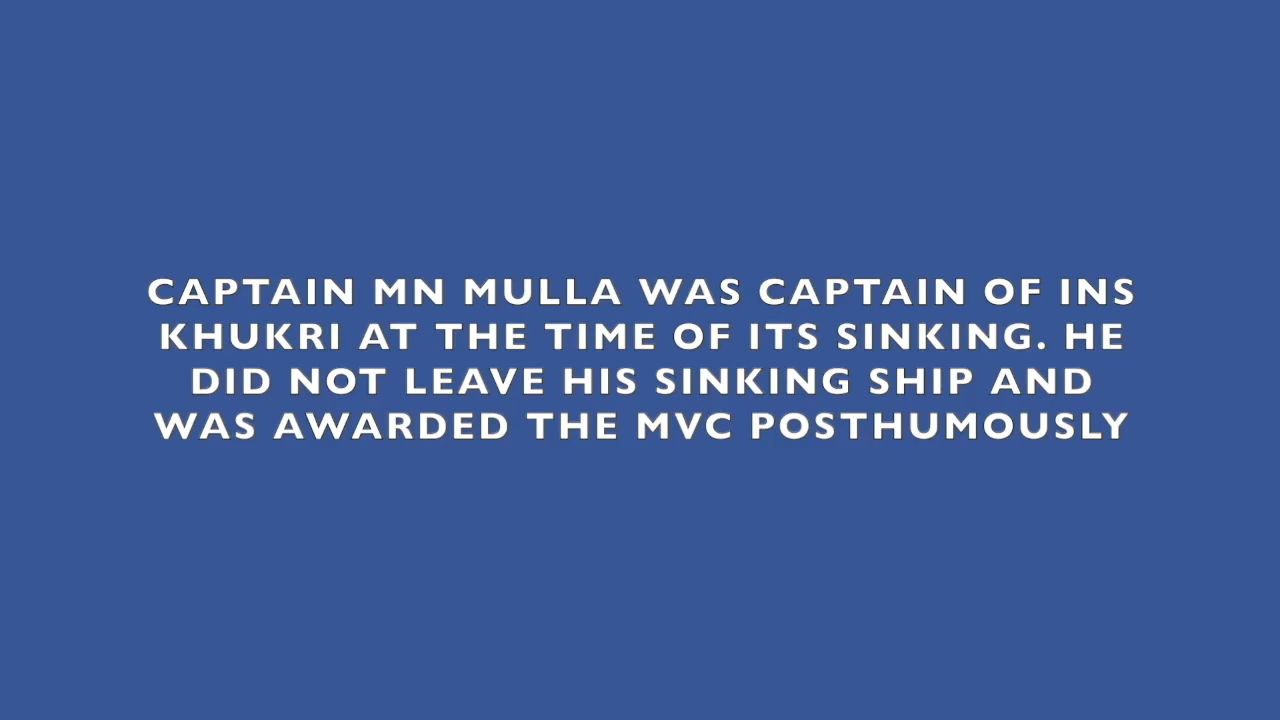 CAPTAIN MN MULLA WAS CAPTAIN OF INS
KHUKRI AT THE TIME OF ITS SINKING. HE
DID NOT LEAVE HIS SINKING SHIP AND
WAS AWARDED THE MVC POSTHUMOUSLY